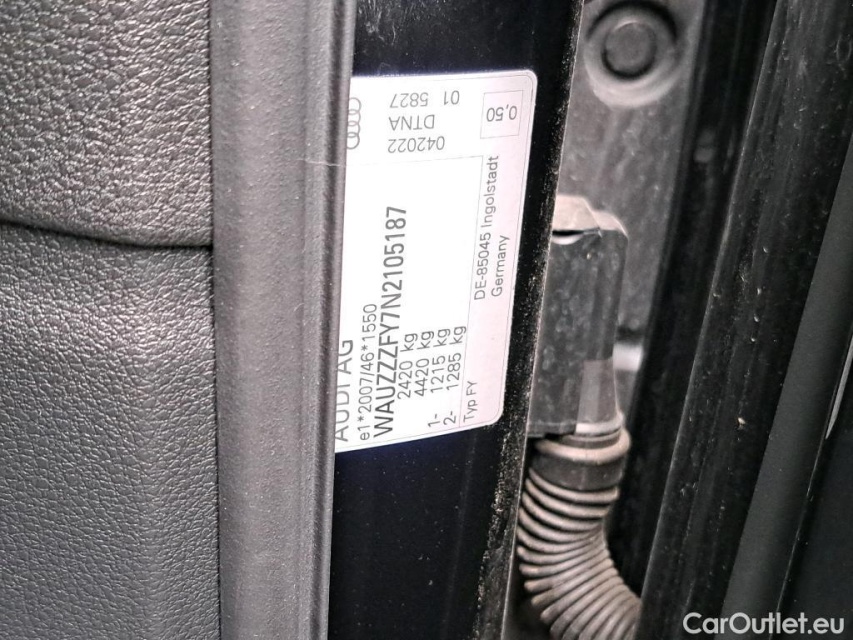 AUDI AG
e1*2007/46*1550
WAUZZZFY7N2105187
2420 kg
4420 kg
1- 1215 kg
2- 1285 kg
Typ FY
DE-85045 Ingolstadt
Germany
042022
DTNA
01 5827
0,50
CarOutlet.eu